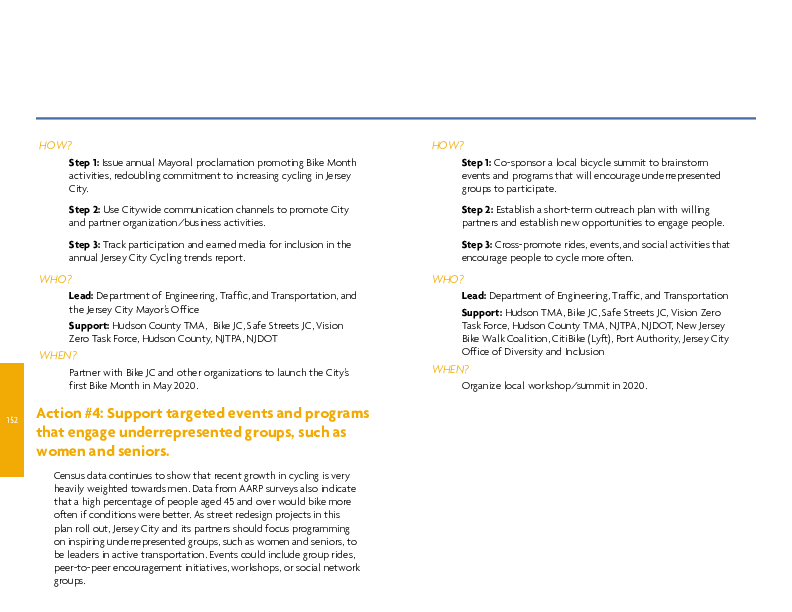 HOW?
Step 1: Issue annual Mayoral proclamation promoting Bike Month
activities, redoubling commitment to increasing cycling in Jersey
City.
Step 2: Use Citywide communication channels to promote City
and partner organization/business activities.
Step 3: Track participation and earned media for inclusion in the
annual Jersey City Cycling trends report.
WHO?
Lead: Department of Engineering, Traffic, and Transportation, and
the Jersey City Mayor's Office
Support: Hudson County TMA, Bike JC, Safe Streets JC, Vision
Zero Task Force, Hudson County, NJTPA, NJDOT
WHEN?
Partner with Bike JC and other organizations to launch the City's
first Bike Month in May 2020.
152
Action #4: Support targeted events and programs
that engage underrepresented groups, such as
women and seniors.
Census data continues to show that recent growth in cycling is very
heavily weighted towards men. Data from AARP surveys also indicate
that a high percentage of people aged 45 and over would bike more
often if conditions were better. As street redesign projects in this
plan roll out, Jersey City and its partners should focus programming
on inspiring underrepresented groups, such as women and seniors, to
be leaders in active transportation. Events could include group rides,
peer-to-peer encouragement initiatives, workshops, or social network
groups.
HOW?
Step 1: Co-sponsor a local bicycle summit to brainstorm
events and programs that will encourage underrepresented
groups to participate.
Step 2: Establish a short-term outreach plan with willing
partners and establish new opportunities to engage people.
Step 3: Cross-promote rides, events, and social activities that
encourage people to cycle more often.
WHO?
Lead: Department of Engineering, Traffic, and Transportation
Support: Hudson TMA, Bike JC, Safe Streets JC, Vision Zero
Task Force, Hudson County TMA, NJTPA, NJDOT, New Jersey
Bike Walk Coalition, CitiBike (Lyft), Port Authority, Jersey City
Office of Diversity and Inclusion
WHEN?
Organize local workshop/summit in 2020.